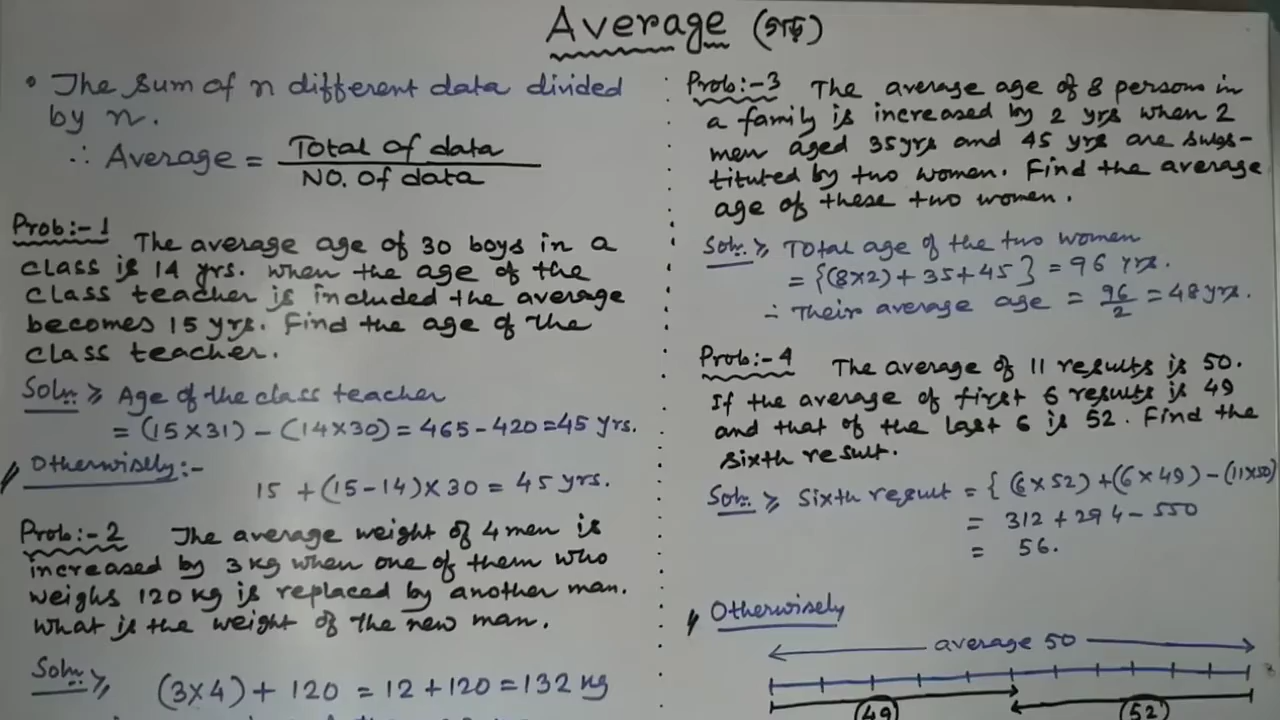 Average (গড়)
• The sum of n different data divided
by n.
∴ Average = Total of data
No. of data
Prob:-1 The average age of 30 boys in a
class is 14 yrs. when the age of the
class teacher is included the average
becomes 15 yrs. Find the age of the
class teacher.
Soln. ⇒ Age of the class teacher
= (15×31) - (14×30) = 465 - 420 = 45 yrs.
Otherwisely:-
15 + (15-14)×30 = 45 yrs.
Prob:-2 The average weight of 4 men is
increased by 3 kg when one of them who
weighs 120 kg is replaced by another man.
What is the weight of the new man.
Soln. ⇒ (3×4) + 120 = 12 + 120 = 132 kg
Prob:-3 The average age of 8 persons in
a family is increased by 2 yrs when 2
men aged 35 yrs and 45 yrs are subs-
tituted by two women. Find the average
age of these two women.
Soln. ⇒ Total age of the two women
= {(8×2) + 35 + 45} = 96 yrs.
∴ Their average age = 96/2 = 48 yrs.
Prob:-4 The average of 11 results is 50.
If the average of first 6 results is 49
and that of the last 6 is 52. Find the
sixth result.
Soln. ⇒ Sixth result = {(6×52) + (6×49) - (11×50)
= 312 + 294 - 550
= 56.
Otherwisely
average 50
49 52